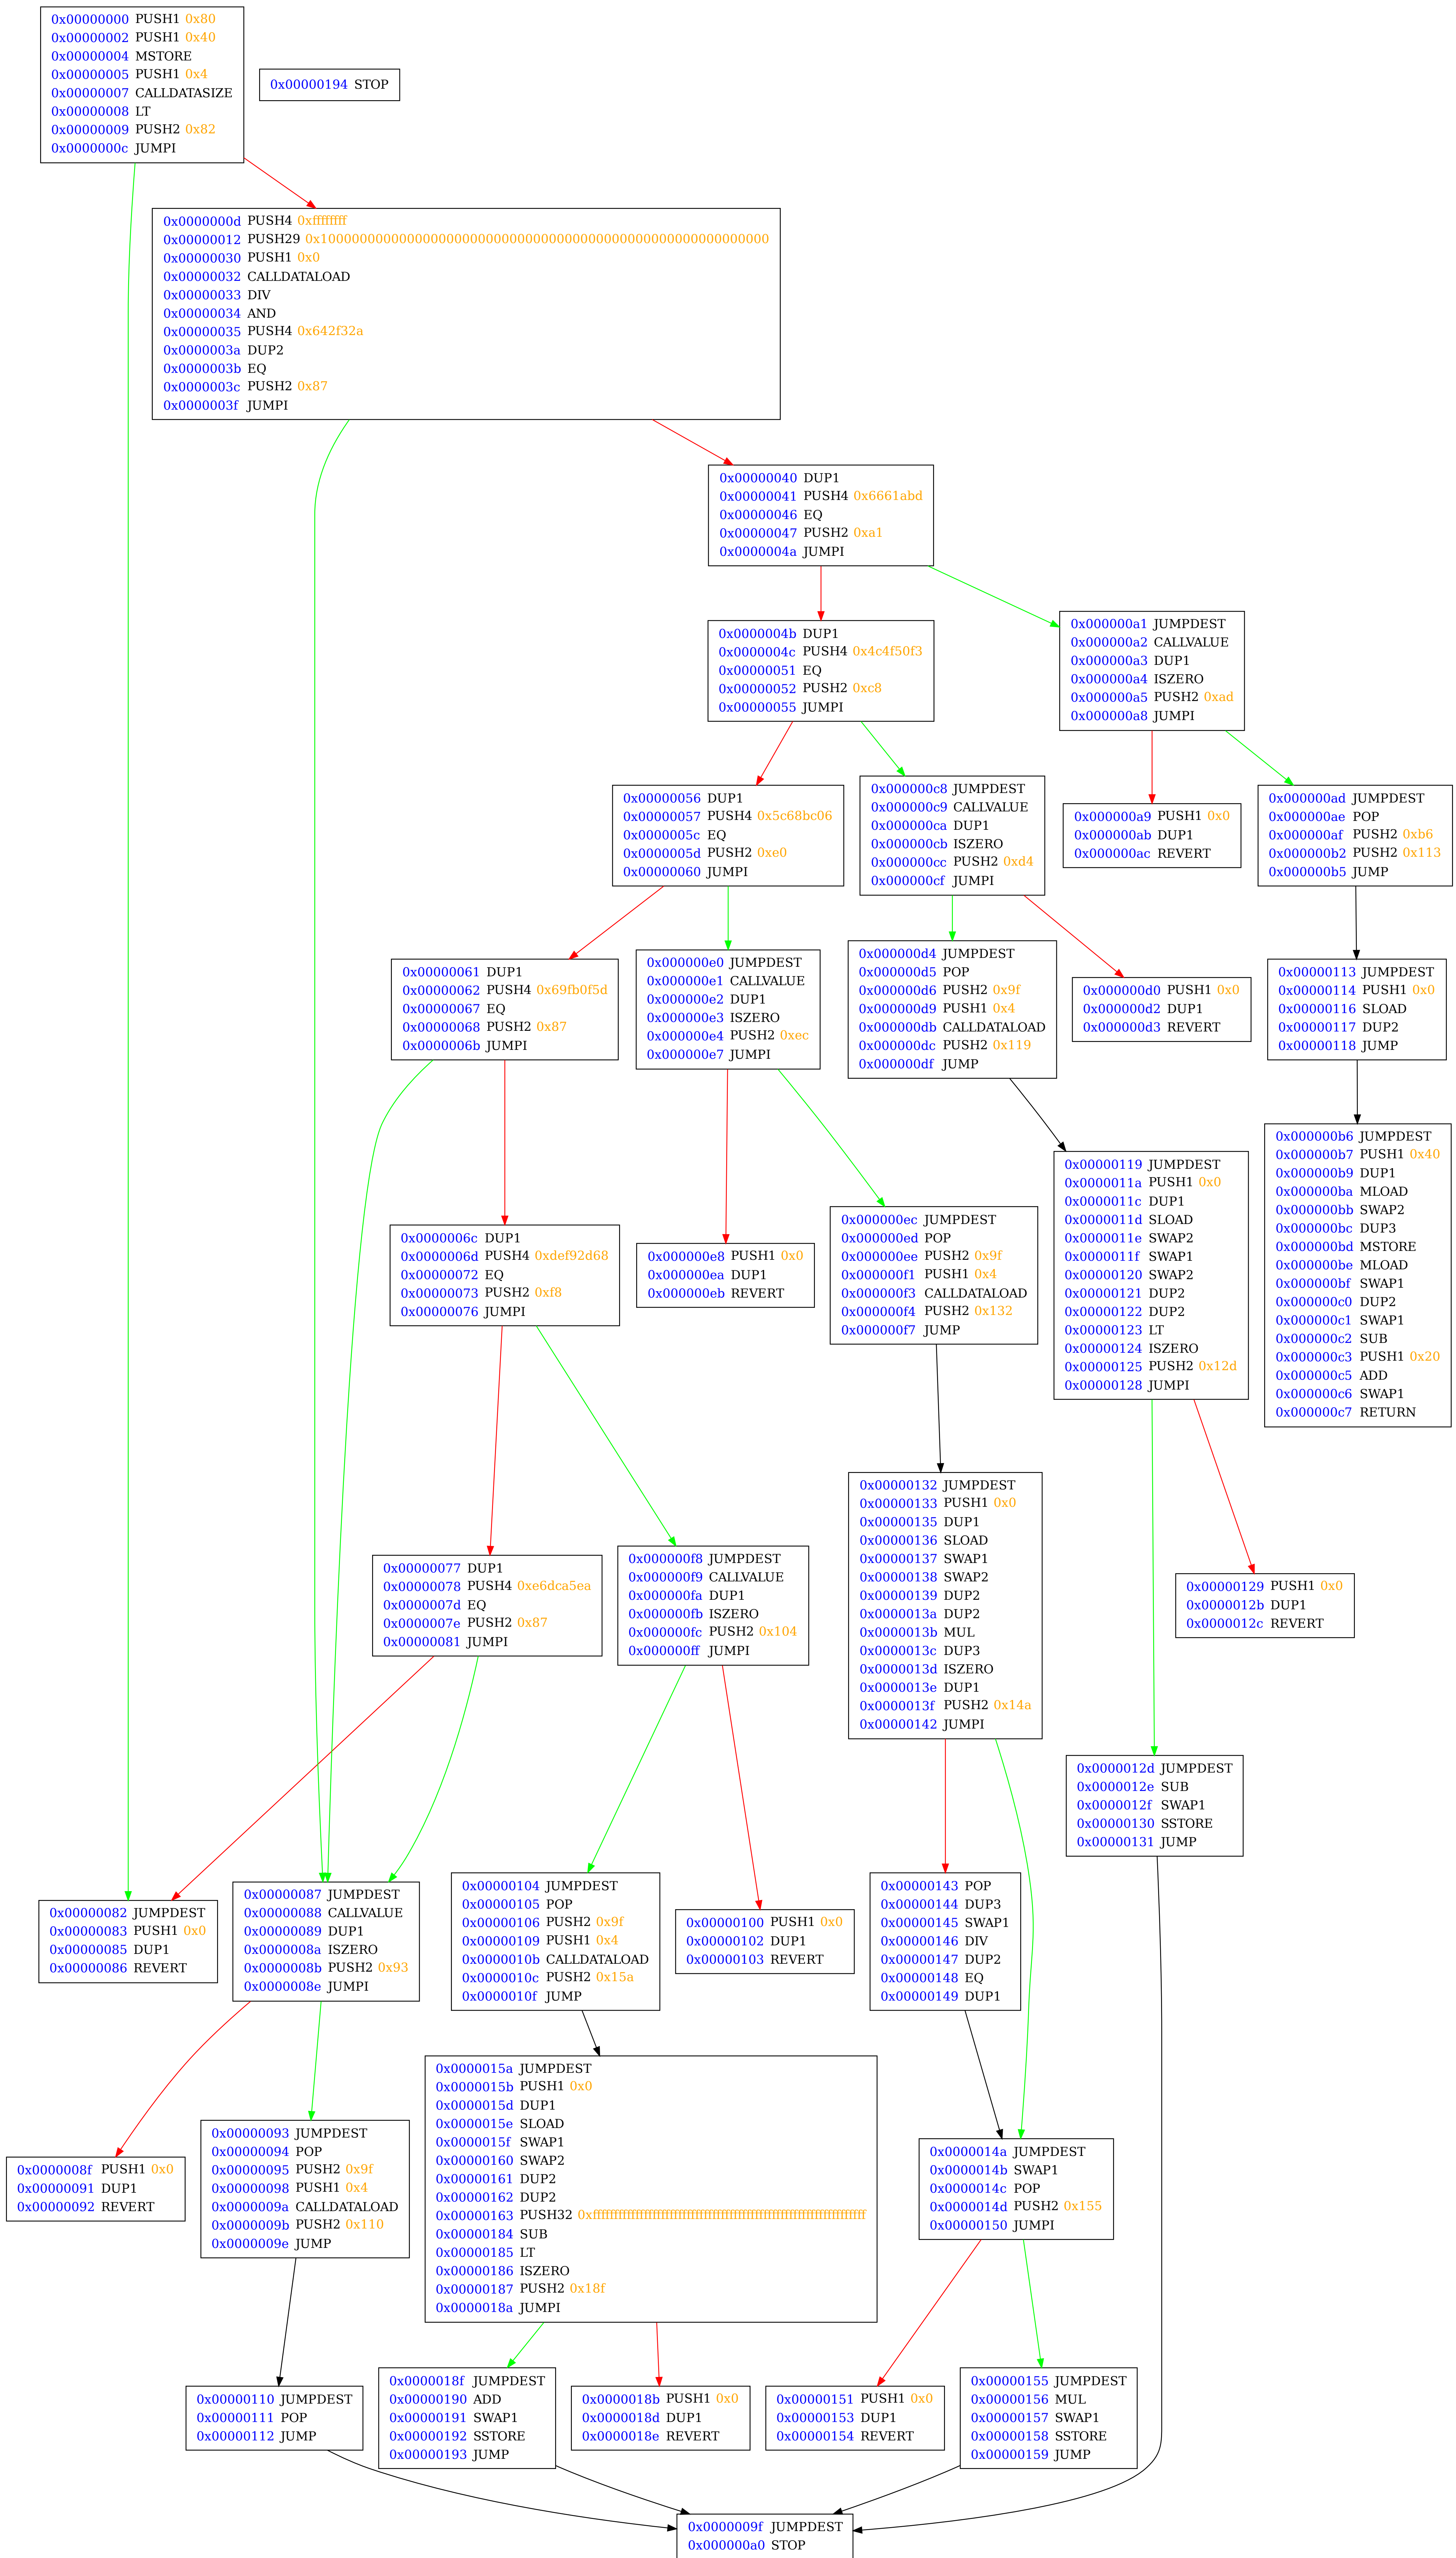 0x00000000 PUSH1 0x80
0x00000002 PUSH1 0x40
0x00000004 MSTORE
0x00000005 PUSH1 0x4
0x00000007 CALLDATASIZE
0x00000008 LT
0x00000009 PUSH2 0x82
0x0000000c JUMPI
0x00000194 STOP
0x0000000d PUSH4 0xffffffff
0x00000012 PUSH29 0x100000000000000000000000000000000000000000000000000000000
0x00000030 PUSH1 0x0
0x00000032 CALLDATALOAD
0x00000033 DIV
0x00000034 AND
0x00000035 PUSH4 0x642f32a
0x0000003a DUP2
0x0000003b EQ
0x0000003c PUSH2 0x87
0x0000003f JUMPI
0x00000040 DUP1
0x00000041 PUSH4 0x6661abd
0x00000046 EQ
0x00000047 PUSH2 0xa1
0x0000004a JUMPI
0x0000004b DUP1
0x0000004c PUSH4 0x4c4f50f3
0x00000051 EQ
0x00000052 PUSH2 0xc8
0x00000055 JUMPI
0x000000a1 JUMPDEST
0x000000a2 CALLVALUE
0x000000a3 DUP1
0x000000a4 ISZERO
0x000000a5 PUSH2 0xad
0x000000a8 JUMPI
0x00000056 DUP1
0x00000057 PUSH4 0x5c68bc06
0x0000005c EQ
0x0000005d PUSH2 0xe0
0x00000060 JUMPI
0x000000c8 JUMPDEST
0x000000c9 CALLVALUE
0x000000ca DUP1
0x000000cb ISZERO
0x000000cc PUSH2 0xd4
0x000000cf JUMPI
0x000000a9 PUSH1 0x0
0x000000ab DUP1
0x000000ac REVERT
0x000000ad JUMPDEST
0x000000ae POP
0x000000af PUSH2 0xb6
0x000000b2 PUSH2 0x113
0x000000b5 JUMP
0x00000061 DUP1
0x00000062 PUSH4 0x69fb0f5d
0x00000067 EQ
0x00000068 PUSH2 0x87
0x0000006b JUMPI
0x000000e0 JUMPDEST
0x000000e1 CALLVALUE
0x000000e2 DUP1
0x000000e3 ISZERO
0x000000e4 PUSH2 0xec
0x000000e7 JUMPI
0x000000d4 JUMPDEST
0x000000d5 POP
0x000000d6 PUSH2 0x9f
0x000000d9 PUSH1 0x4
0x000000db CALLDATALOAD
0x000000dc PUSH2 0x119
0x000000df JUMP
0x000000d0 PUSH1 0x0
0x000000d2 DUP1
0x000000d3 REVERT
0x00000113 JUMPDEST
0x00000114 PUSH1 0x0
0x00000116 SLOAD
0x00000117 DUP2
0x00000118 JUMP
0x0000006c DUP1
0x0000006d PUSH4 0xdef92d68
0x00000072 EQ
0x00000073 PUSH2 0xf8
0x00000076 JUMPI
0x000000e8 PUSH1 0x0
0x000000ea DUP1
0x000000eb REVERT
0x000000ec JUMPDEST
0x000000ed POP
0x000000ee PUSH2 0x9f
0x000000f1 PUSH1 0x4
0x000000f3 CALLDATALOAD
0x000000f4 PUSH2 0x132
0x000000f7 JUMP
0x00000119 JUMPDEST
0x0000011a PUSH1 0x0
0x0000011c DUP1
0x0000011d SLOAD
0x0000011e SWAP2
0x0000011f SWAP1
0x00000120 SWAP2
0x00000121 DUP2
0x00000122 DUP2
0x00000123 LT
0x00000124 ISZERO
0x00000125 PUSH2 0x12d
0x00000128 JUMPI
0x000000b6 JUMPDEST
0x000000b7 PUSH1 0x40
0x000000b9 DUP1
0x000000ba MLOAD
0x000000bb SWAP2
0x000000bc DUP3
0x000000bd MSTORE
0x000000be MLOAD
0x000000bf SWAP1
0x000000c0 DUP2
0x000000c1 SWAP1
0x000000c2 SUB
0x000000c3 PUSH1 0x20
0x000000c5 ADD
0x000000c6 SWAP1
0x000000c7 RETURN
0x00000132 JUMPDEST
0x00000133 PUSH1 0x0
0x00000135 DUP1
0x00000136 SLOAD
0x00000137 SWAP1
0x00000138 SWAP2
0x00000139 DUP2
0x0000013a DUP2
0x0000013b MUL
0x0000013c DUP3
0x0000013d ISZERO
0x0000013e DUP1
0x0000013f PUSH2 0x14a
0x00000142 JUMPI
0x00000077 DUP1
0x00000078 PUSH4 0xe6dca5ea
0x0000007d EQ
0x0000007e PUSH2 0x87
0x00000081 JUMPI
0x000000f8 JUMPDEST
0x000000f9 CALLVALUE
0x000000fa DUP1
0x000000fb ISZERO
0x000000fc PUSH2 0x104
0x000000ff JUMPI
0x00000129 PUSH1 0x0
0x0000012b DUP1
0x0000012c REVERT
0x0000012d JUMPDEST
0x0000012e SUB
0x0000012f SWAP1
0x00000130 SSTORE
0x00000131 JUMP
0x00000082 JUMPDEST
0x00000083 PUSH1 0x0
0x00000085 DUP1
0x00000086 REVERT
0x00000087 JUMPDEST
0x00000088 CALLVALUE
0x00000089 DUP1
0x0000008a ISZERO
0x0000008b PUSH2 0x93
0x0000008e JUMPI
0x00000104 JUMPDEST
0x00000105 POP
0x00000106 PUSH2 0x9f
0x00000109 PUSH1 0x4
0x0000010b CALLDATALOAD
0x0000010c PUSH2 0x15a
0x0000010f JUMP
0x00000100 PUSH1 0x0
0x00000102 DUP1
0x00000103 REVERT
0x00000143 POP
0x00000144 DUP3
0x00000145 SWAP1
0x00000146 DIV
0x00000147 DUP2
0x00000148 EQ
0x00000149 DUP1
0x0000015a JUMPDEST
0x0000015b PUSH1 0x0
0x0000015d DUP1
0x0000015e SLOAD
0x0000015f SWAP1
0x00000160 SWAP2
0x00000161 DUP2
0x00000162 DUP2
0x00000163 PUSH32 0xffffffffffffffffffffffffffffffffffffffffffffffffffffffffffffffff
0x00000184 SUB
0x00000185 LT
0x00000186 ISZERO
0x00000187 PUSH2 0x18f
0x0000018a JUMPI
0x0000008f PUSH1 0x0
0x00000091 DUP1
0x00000092 REVERT
0x00000093 JUMPDEST
0x00000094 POP
0x00000095 PUSH2 0x9f
0x00000098 PUSH1 0x4
0x0000009a CALLDATALOAD
0x0000009b PUSH2 0x110
0x0000009e JUMP
0x0000014a JUMPDEST
0x0000014b SWAP1
0x0000014c POP
0x0000014d PUSH2 0x155
0x00000150 JUMPI
0x00000110 JUMPDEST
0x00000111 POP
0x00000112 JUMP
0x0000018f JUMPDEST
0x00000190 ADD
0x00000191 SWAP1
0x00000192 SSTORE
0x00000193 JUMP
0x0000018b PUSH1 0x0
0x0000018d DUP1
0x0000018e REVERT
0x00000151 PUSH1 0x0
0x00000153 DUP1
0x00000154 REVERT
0x00000155 JUMPDEST
0x00000156 MUL
0x00000157 SWAP1
0x00000158 SSTORE
0x00000159 JUMP
0x0000009f JUMPDEST
0x000000a0 STOP